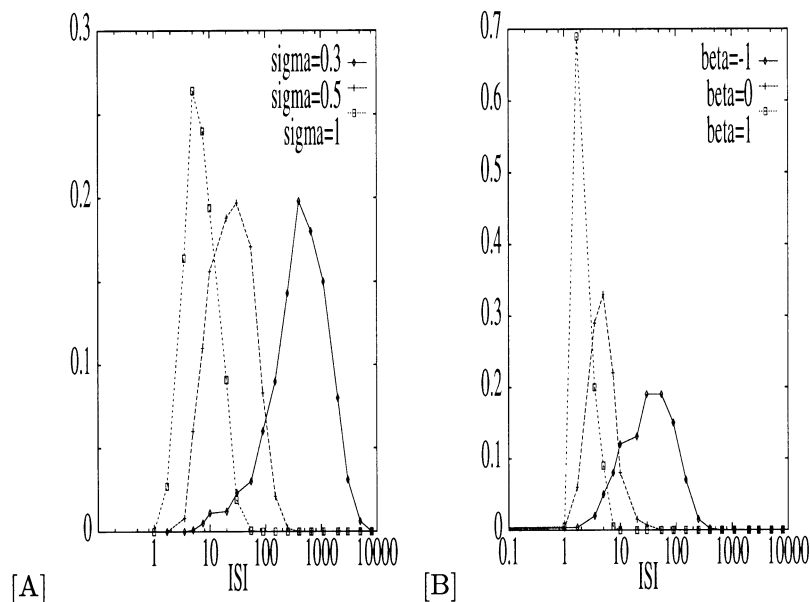 0.3
0.2
0.1
0
sigma=0.3
sigma=0.5
sigma=1
1 10 100 1000 10000
ISI
[A]
0.7
0.6
0.5
0.4
0.3
0.2
0.1
0
beta=-1
beta=0
beta=1
0.1 1 10 100 1000 10000
ISI
[B]